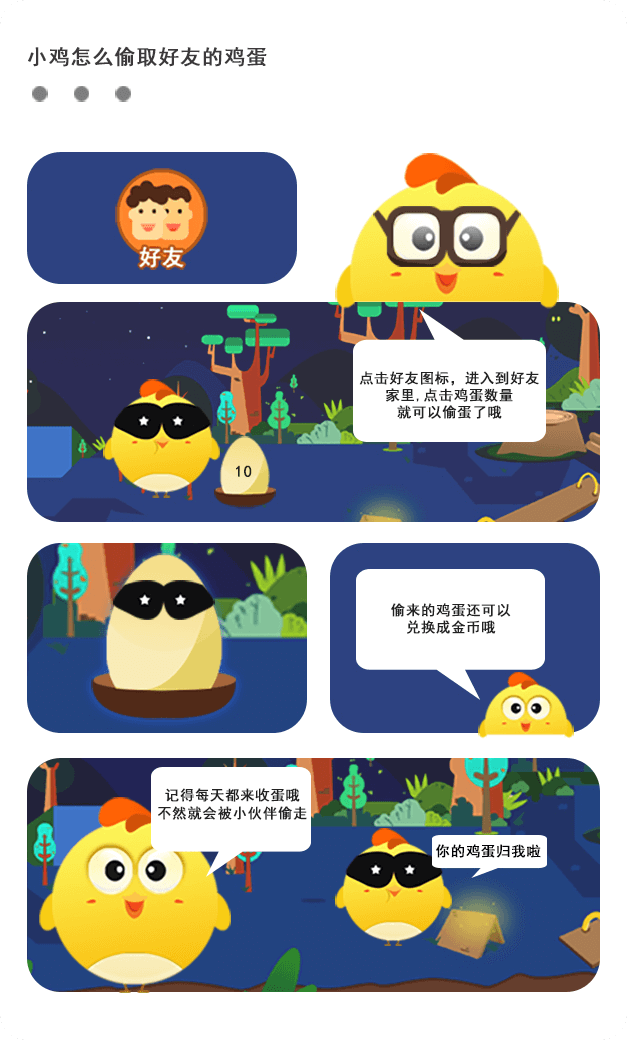 小鸡怎么偷取好友的鸡蛋
好友
点击好友图标，进入到好友
家里,点击鸡蛋数量
就可以偷蛋了哦
10
偷来的鸡蛋还可以
兑换成金币哦
记得每天都来收蛋哦
不然就会被小伙伴偷走
你的鸡蛋归我啦